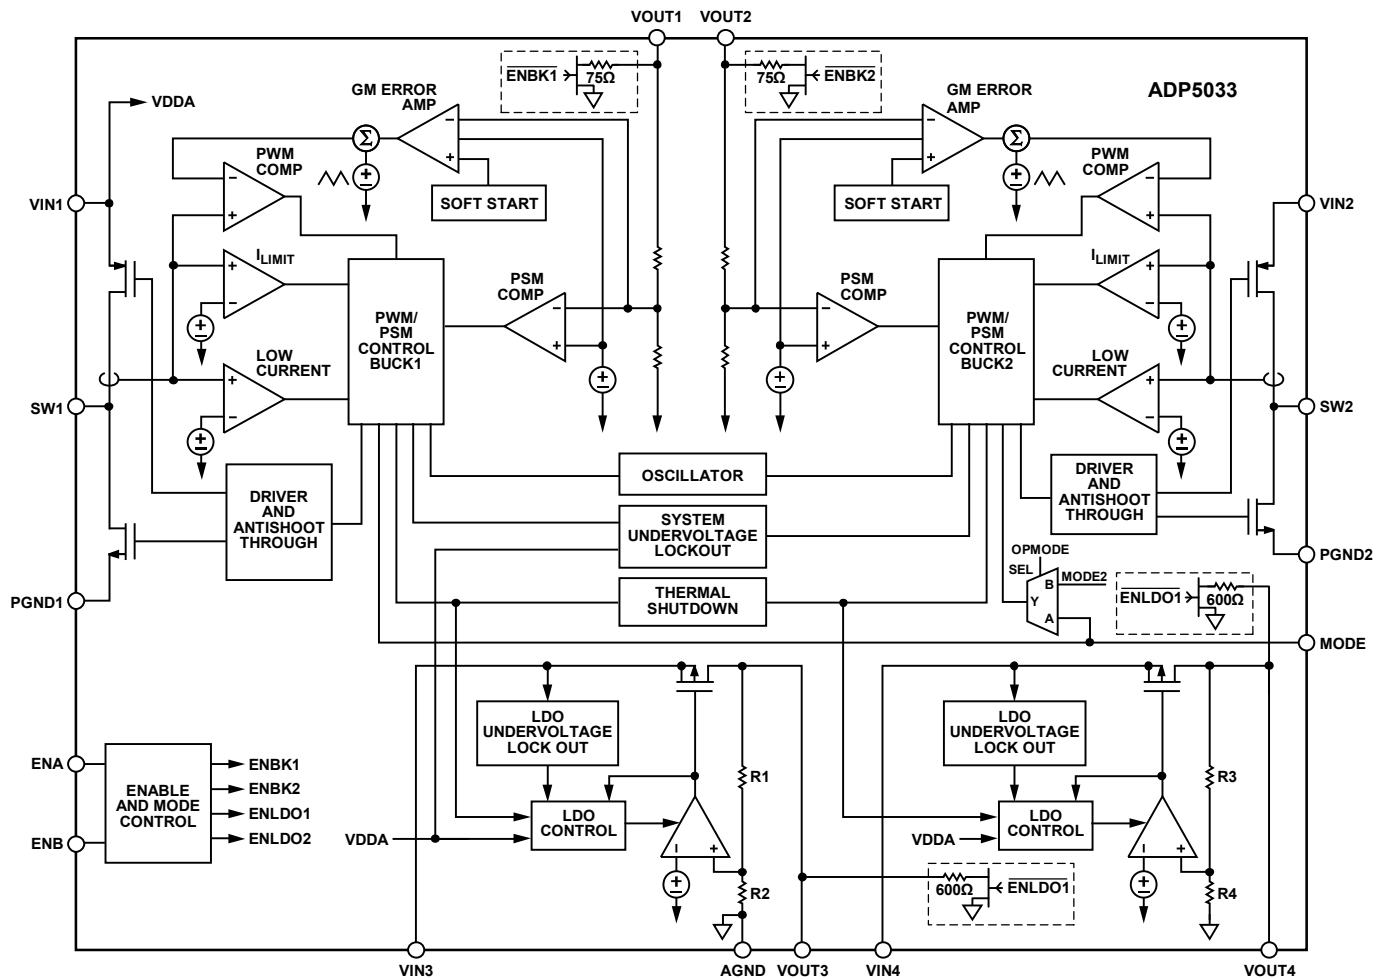 VOUT1 VOUT2
ENBK1 75Ω
75Ω ENBK2
ADP5033
VDDA
GM ERROR
AMP
GM ERROR
AMP
Σ
Σ
PWM
COMP
PWM
COMP
− +
− +
− +
− +
SOFT START
SOFT START
VIN1
VIN2
ILIMIT
ILIMIT
+ −
+ −
PSM
COMP
PSM
COMP
− +
− +
PWM/
PSM
CONTROL
BUCK1
PWM/
PSM
CONTROL
BUCK2
LOW
CURRENT
LOW
CURRENT
+ −
+ −
SW1
SW2
OSCILLATOR
DRIVER
AND
ANTISHOOT
THROUGH
DRIVER
AND
ANTISHOOT
THROUGH
SYSTEM
UNDERVOLTAGE
LOCKOUT
OPMODE
SEL B MODE2
Y
A
THERMAL
SHUTDOWN
PGND2
PGND1
ENLDO1 600Ω
MODE
LDO
UNDERVOLTAGE
LOCK OUT
LDO
UNDERVOLTAGE
LOCK OUT
ENA
ENB
ENABLE
AND MODE
CONTROL
ENBK1
ENBK2
ENLDO1
ENLDO2
R1
R3
LDO
CONTROL
LDO
CONTROL
VDDA
VDDA
R2
R4
600Ω ENLDO1
VIN3 AGND VOUT3 VIN4 VOUT4